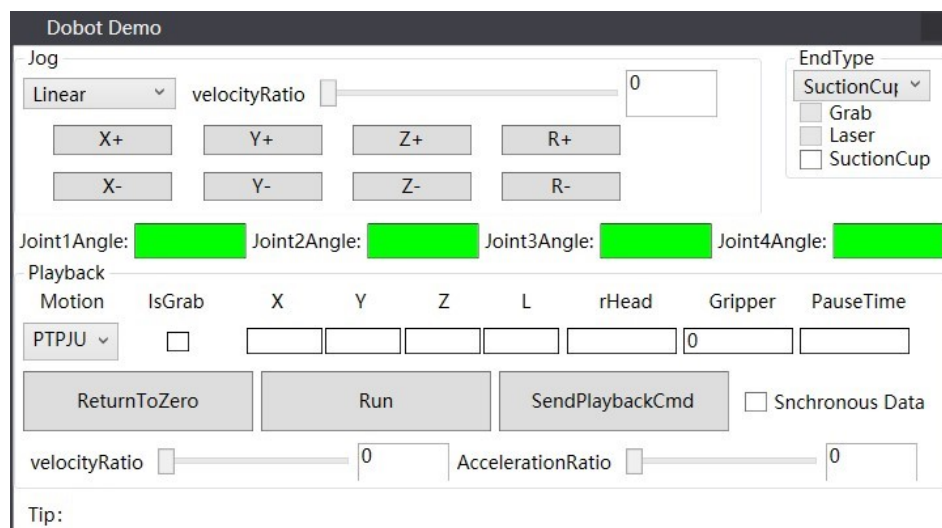 Dobot Demo
Jog
EndType
Linear velocityRatio 0
SuctionCup
Grab
Laser
SuctionCup
X+ Y+ Z+ R+
X- Y- Z- R-
Joint1Angle: Joint2Angle: Joint3Angle: Joint4Angle:
Playback
Motion IsGrab X Y Z L rHead Gripper PauseTime
PTPJU 0
ReturnToZero Run SendPlaybackCmd Snchronous Data
velocityRatio 0 AccelerationRatio 0
Tip: